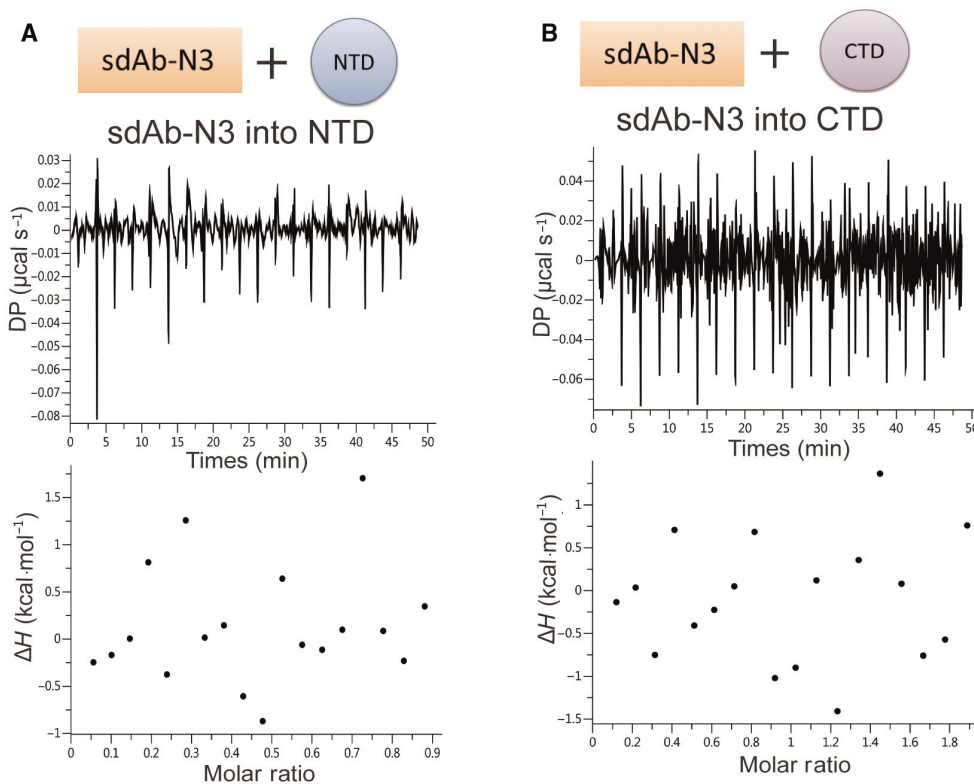 A
sdAb-N3 + NTD
sdAb-N3 into NTD
0.03
0.02
0.01
0
−0.01
−0.02
−0.03
−0.04
−0.05
−0.06
−0.07
−0.08
DP (µcal s−1)
0 5 10 15 20 25 30 35 40 45 50
Times (min)
1.5
1
0.5
0
−0.5
−1
ΔH (kcal·mol−1)
0 0.1 0.2 0.3 0.4 0.5 0.6 0.7 0.8 0.9
Molar ratio
B
sdAb-N3 + CTD
sdAb-N3 into CTD
0.04
0.02
0
−0.02
−0.04
−0.06
DP (µcal s−1)
0 5 10 15 20 25 30 35 40 45 50
Times (min)
1
0.5
0
−0.5
−1
−1.5
ΔH (kcal·mol−1)
0 0.2 0.4 0.6 0.8 1 1.2 1.4 1.6 1.8
Molar ratio